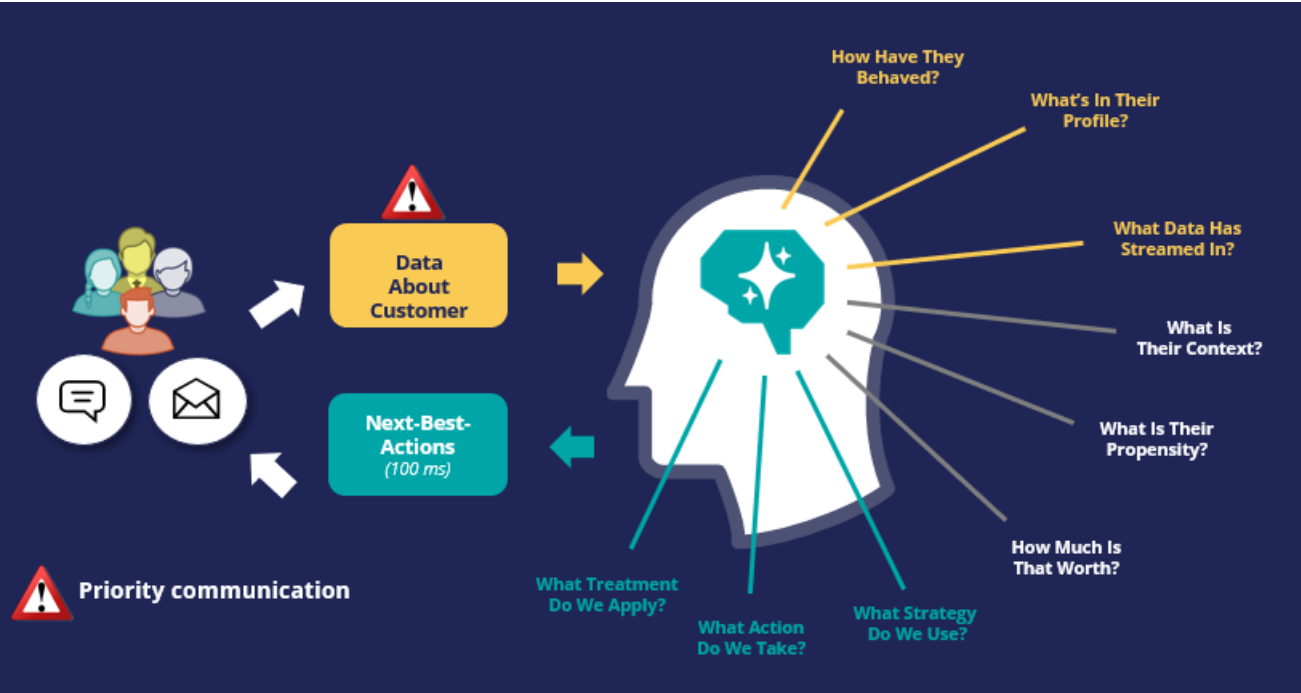 How Have They
Behaved?
What's In Their
Profile?
What Data Has
Streamed In?
What Is
Their Context?
What Is Their
Propensity?
How Much Is
That Worth?
Data
About
Customer
Next-Best-
Actions
(100 ms)
What Treatment
Do We Apply?
What Action
Do We Take?
What Strategy
Do We Use?
Priority communication